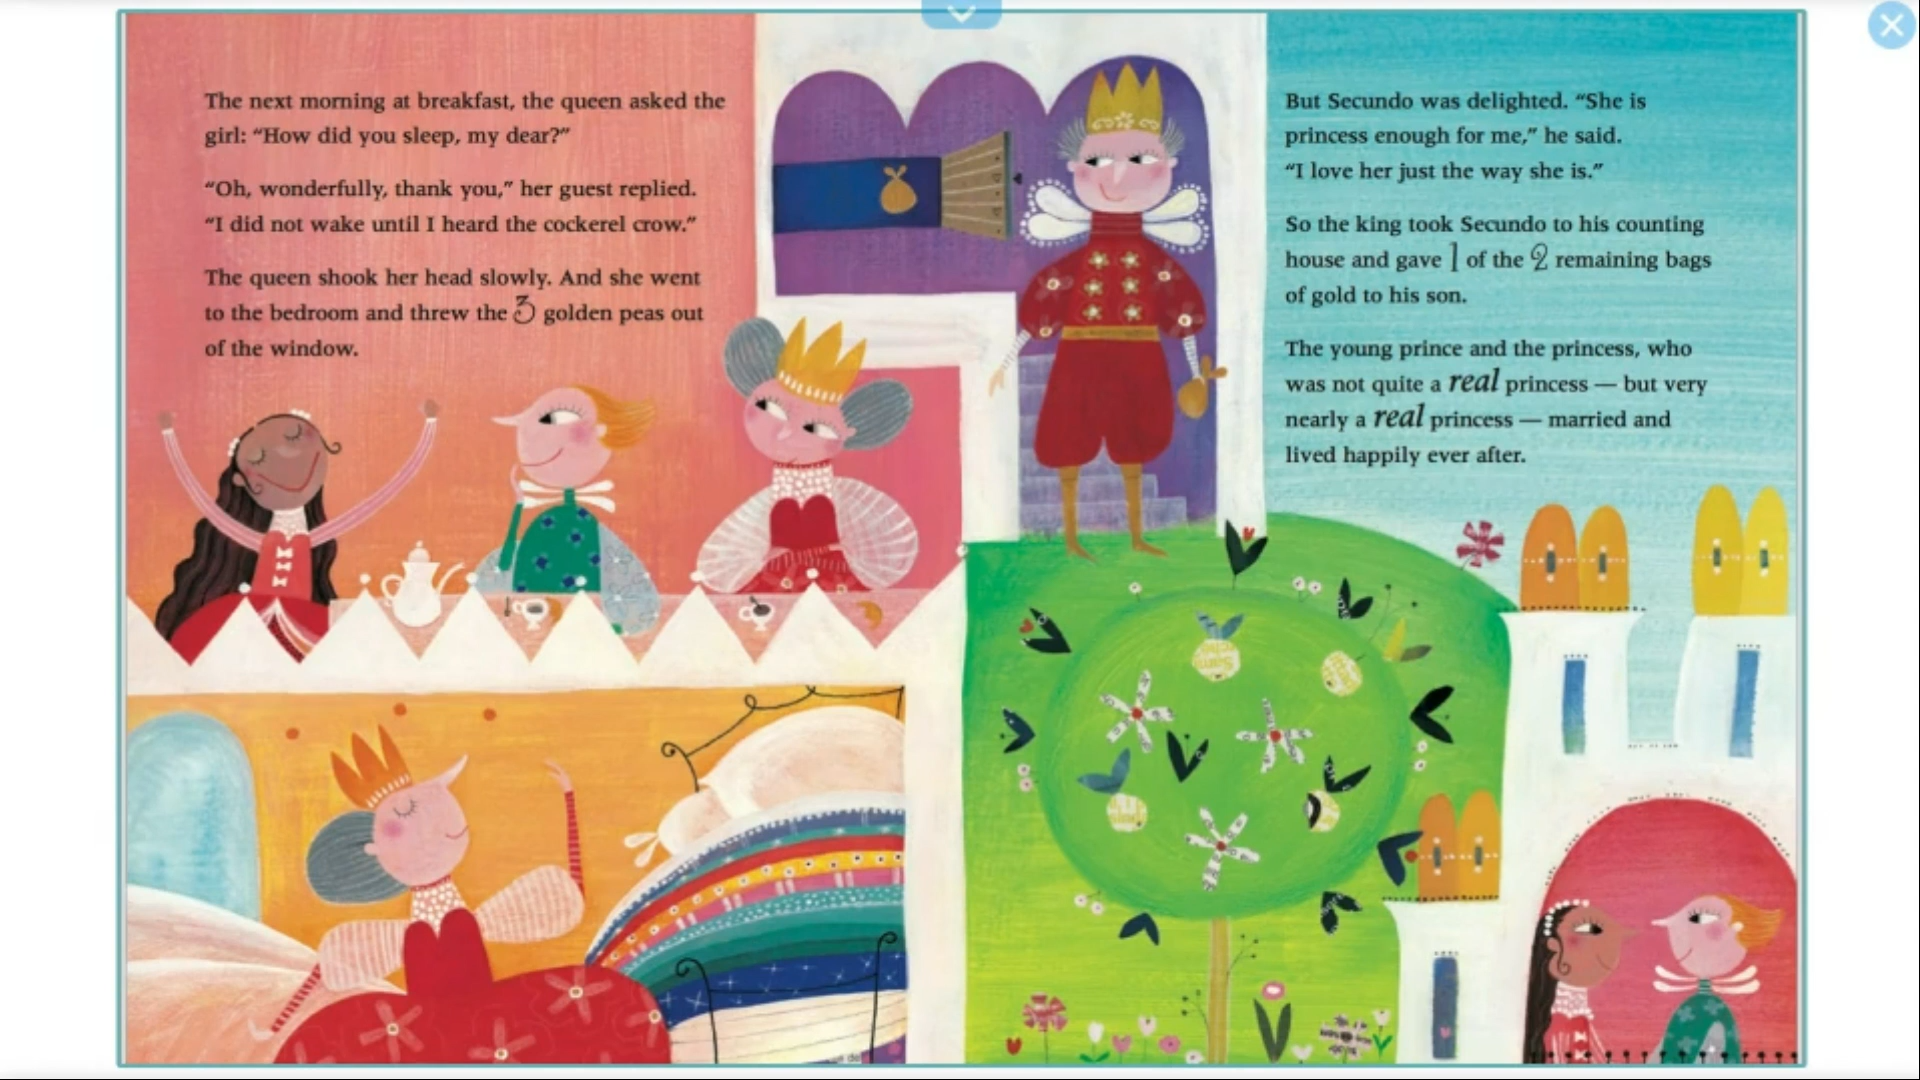 The next morning at breakfast, the queen asked the
girl: “How did you sleep, my dear?”
“Oh, wonderfully, thank you,” her guest replied.
“I did not wake until I heard the cockerel crow.”
The queen shook her head slowly. And she went
to the bedroom and threw the 3 golden peas out
of the window.
But Secundo was delighted. “She is
princess enough for me,” he said.
“I love her just the way she is.”
So the king took Secundo to his counting
house and gave 1 of the 2 remaining bags
of gold to his son.
The young prince and the princess, who
was not quite a real princess — but very
nearly a real princess — married and
lived happily ever after.